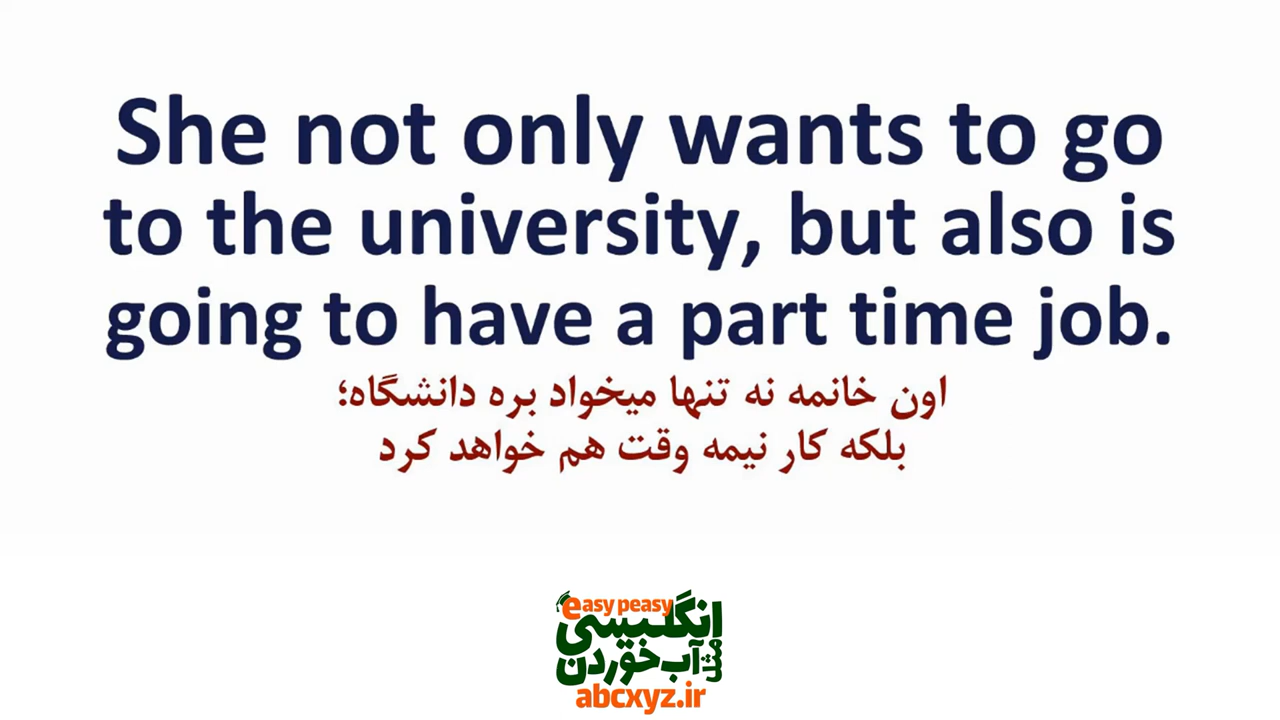 She not only wants to go
to the university, but also is
going to have a part time job.
اون خانمه نه تنها میخواد بره دانشگاه؛
بلکه کار نیمه وقت هم خواهد کرد
easy peasy
انگلیسی
مثل آب خوردن
abcxyz.ir